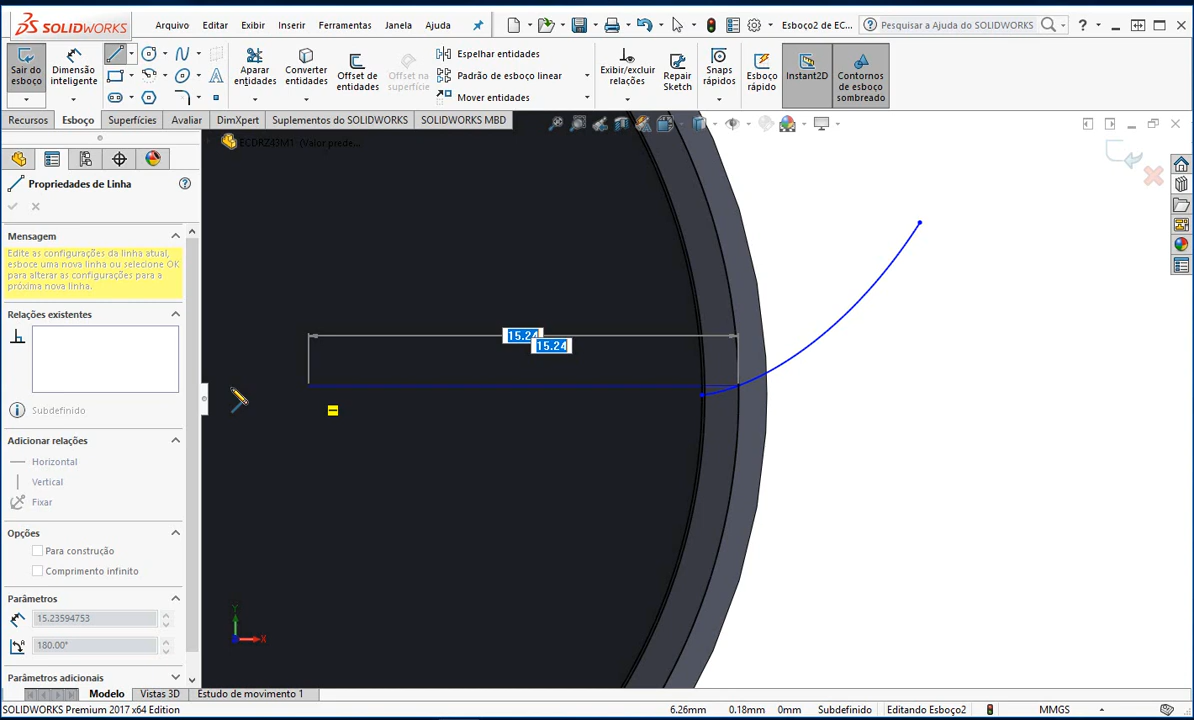 SOLIDWORKS
Arquivo
Editar
Exibir
Inserir
Ferramentas
Janela
Ajuda
Esboço2 de EC...
Pesquisar a Ajuda do SOLIDWORKS
?
Sair do esboço
Dimensão inteligente
Aparar entidades
Converter entidades
Offset de entidades
Offset na superfície
Espelhar entidades
Padrão de esboço linear
Mover entidades
Exibir/excluir relações
Repair Sketch
Snaps rápidos
Esboço rápido
Instant2D
Contornos de esboço sombreado
Recursos
Esboço
Superfícies
Avaliar
DimXpert
Suplementos do SOLIDWORKS
SOLIDWORKS MBD
ECDRZ43M1 (Valor prede...
Propriedades de Linha
Mensagem
Edite as configurações da linha atual,
esboce uma nova linha ou selecione OK
para alterar as configurações para a
próxima nova linha.
Relações existentes
Subdefinido
Adicionar relações
Horizontal
Vertical
Fixar
Opções
Para construção
Comprimento infinito
Parâmetros
15.23594753
180.00°
Parâmetros adicionais
15.24
15.24
Y
X
Modelo
Vistas 3D
Estudo de movimento 1
SOLIDWORKS Premium 2017 x64 Edition
6.26mm
0.18mm
0mm
Subdefinido
Editando Esboço2
MMGS